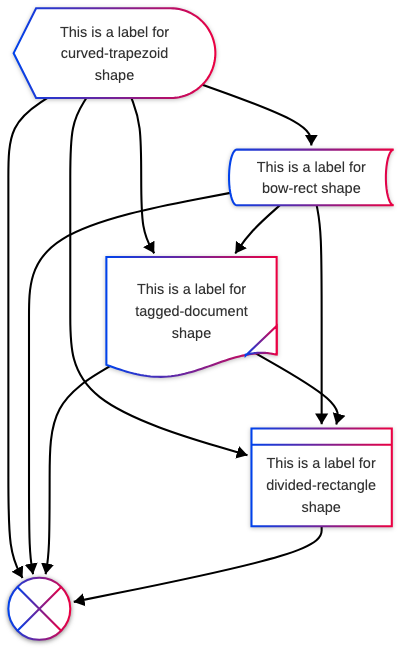 This is a label for
curved-trapezoid
shape
This is a label for
bow-rect shape
This is a label for
tagged-document
shape
This is a label for
divided-rectangle
shape